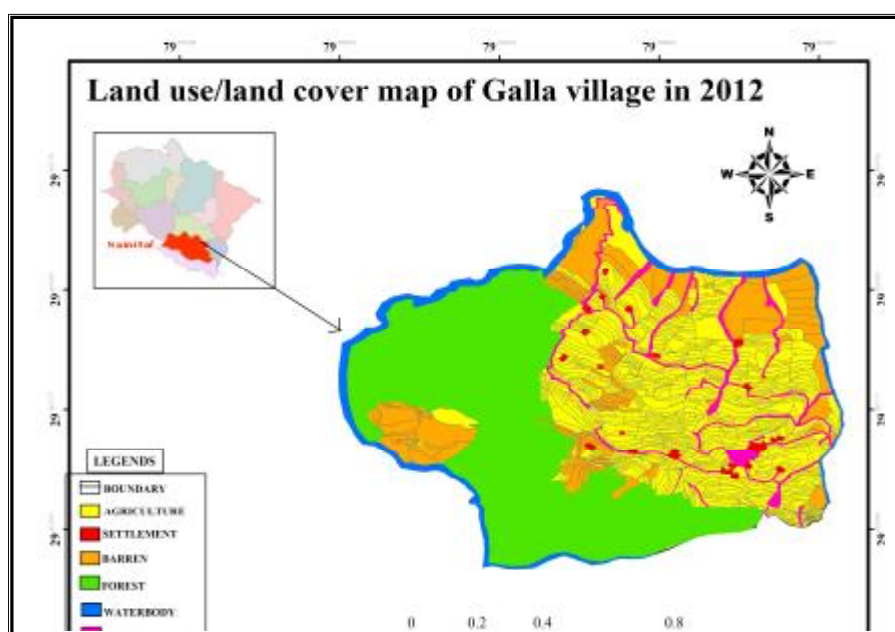 79 79 79 79 79
Land use/land cover map of Galla village in 2012
N
W E
S
Nainital
29 29
29 29
29 29
29 29
LEGENDS
BOUNDARY
AGRICULTURE
SETTLEMENT
BARREN
FOREST
WATERBODY
0 0.2 0.4 0.8